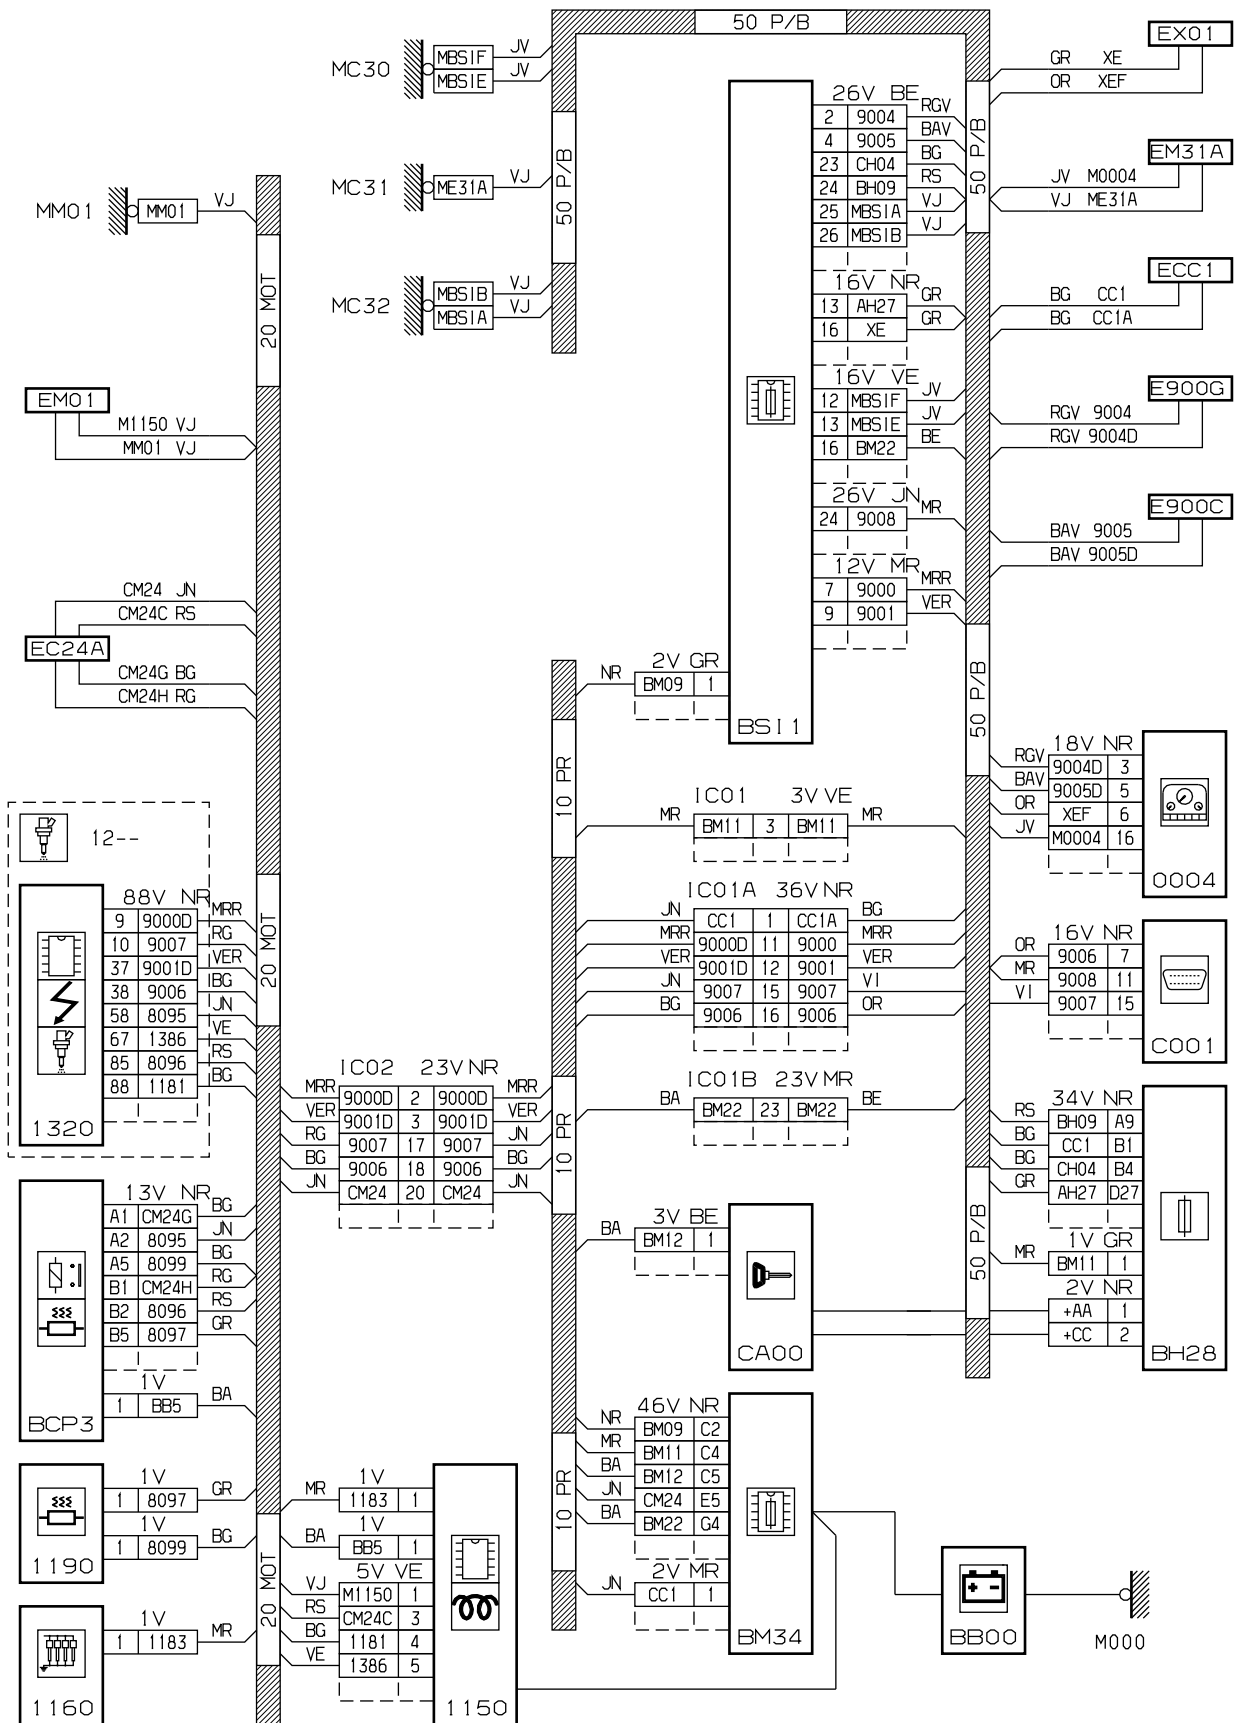 50 P/B
MC30
MBSIF JV
MBSIE JV
MC31
ME31A VJ
50 P/B
MC32
MBSIB VJ
MBSIA VJ
MM01
MM01 VJ
20 MOT
EM01
M1150 VJ
MM01 VJ
CM24 JN
CM24C RS
EC24A
CM24G BG
CM24H RG
12--
88V NR
9 9000D MRR
10 9007 RG
37 9001D VER
38 9006 BG
58 8095 JN
67 1386 VE
85 8096 RS
88 1181 BG
1320
20 MOT
13V NR
A1 CM24G BG
A2 8095 JN
A5 8099 BG
B1 CM24H RG
B2 8096 RS
B5 8097 GR
1V
1 BB5 BA
BCP3
1V
1 8097 GR
1V
1 8099 BG
1190
1V
1 1183 MR
1160
20 MOT
IC02 23V NR
MRR 9000D 2 9000D MRR
VER 9001D 3 9001D VER
RG 9007 17 9007 JN
BG 9006 18 9006 BG
JN CM24 20 CM24 JN
1V
MR 1183 1
1V
BA BB5 1
5V VE
VJ M1150 1
RS CM24C 3
BG 1181 4
VE 1386 5
1150
10 PR
10 PR
10 PR
26V BE
2 9004 RGV
4 9005 BAV
23 CH04 BG
24 BH09 RS
25 MBSIA VJ
26 MBSIB VJ
16V NR
13 AH27 GR
16 XE GR
16V VE
12 MBSIF JV
13 MBSIE JV
16 BM22 BE
26V JN
24 9008 MR
12V MR
7 9000 MRR
9 9001 VER
2V GR
NR BM09 1
BSI1
IC01 3V VE
MR BM11 3 BM11 MR
IC01A 36V NR
JN CC1 1 CC1A BG
MRR 9000D 11 9000 MRR
VER 9001D 12 9001 VER
JN 9007 15 9007 VI
BG 9006 16 9006 OR
IC01B 23V MR
BA BM22 23 BM22 BE
3V BE
BA BM12 1
CA00
46V NR
NR BM09 C2
MR BM11 C4
BA BM12 C5
JN CM24 E5
BA BM22 G4
2V MR
JN CC1 1
BM34
50 P/B
50 P/B
50 P/B
EX01
GR XE
OR XEF
EM31A
JV M0004
VJ ME31A
ECC1
BG CC1
BG CC1A
E900G
RGV 9004
RGV 9004D
E900C
BAV 9005
BAV 9005D
18V NR
RGV 9004D 3
BAV 9005D 5
OR XEF 6
JV M0004 16
0004
16V NR
OR 9006 7
MR 9008 11
VI 9007 15
C001
34V NR
RS BH09 A9
BG CC1 B1
BG CH04 B4
GR AH27 D27
1V GR
MR BM11 1
2V NR
+AA 1
+CC 2
BH28
BB00
M000